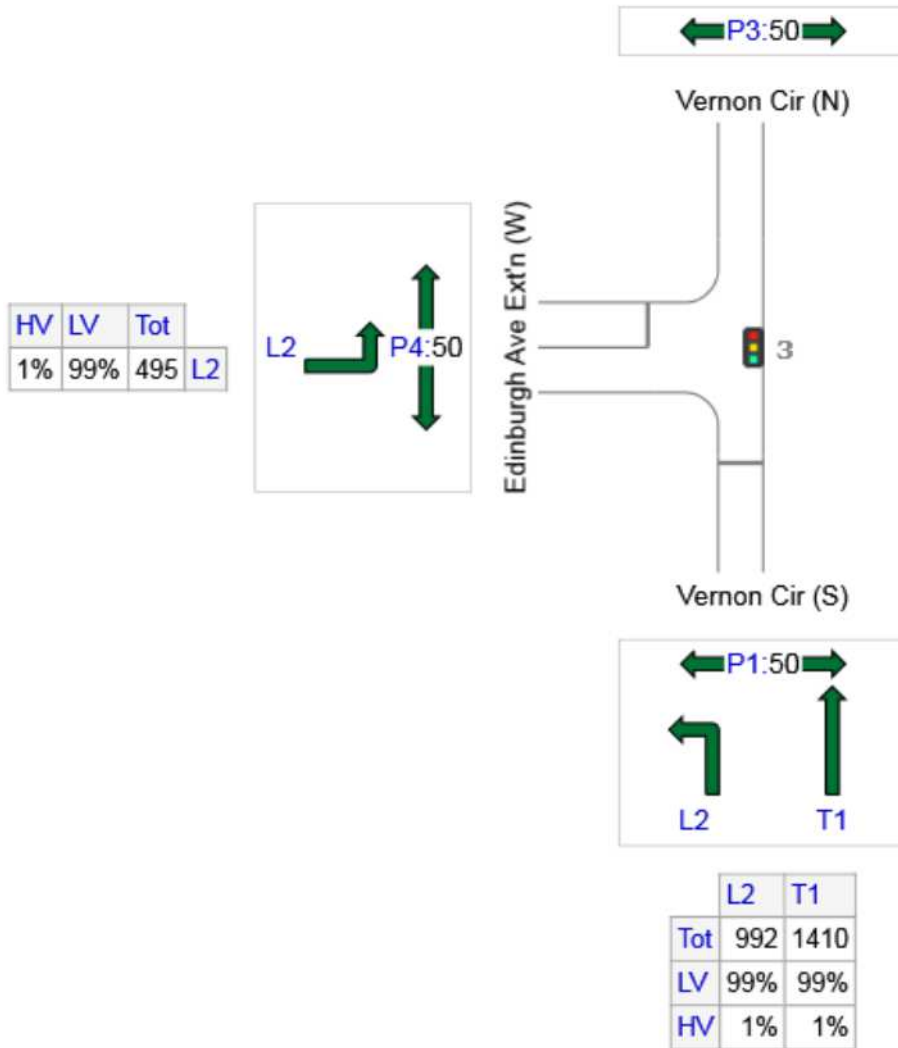 P3:50
Vernon Cir (N)
Edinburgh Ave Ext'n (W)
HV LV Tot
1% 99% 495 L2
L2 P4:50
3
Vernon Cir (S)
P1:50
L2 T1
L2 T1
Tot 992 1410
LV 99% 99%
HV 1% 1%